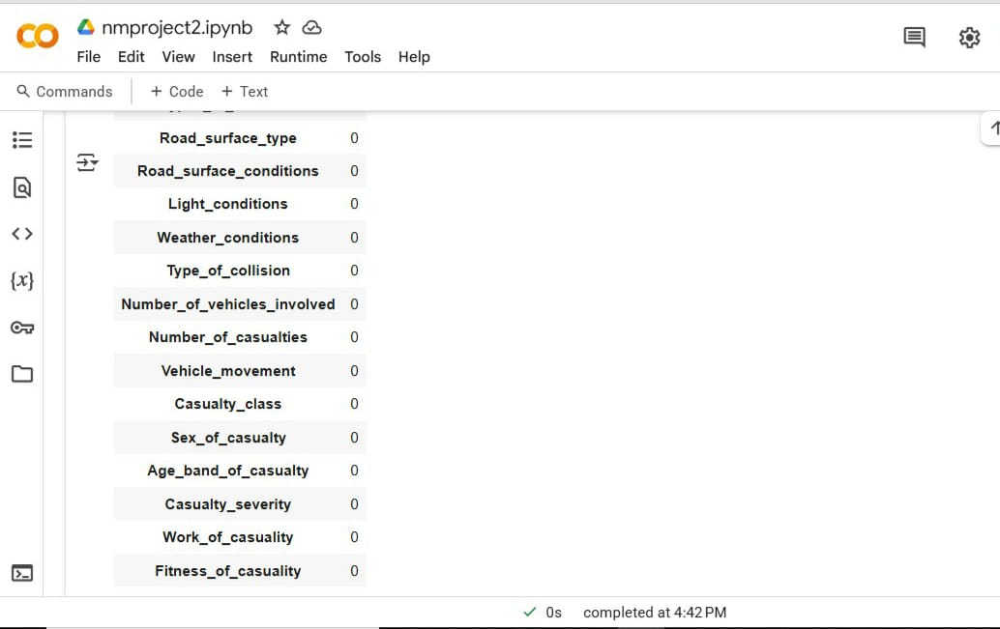 nmproject2.ipynb
File Edit View Insert Runtime Tools Help
Commands + Code + Text
Road_surface_type 0
Road_surface_conditions 0
Light_conditions 0
Weather_conditions 0
Type_of_collision 0
Number_of_vehicles_involved 0
Number_of_casualties 0
Vehicle_movement 0
Casualty_class 0
Sex_of_casualty 0
Age_band_of_casualty 0
Casualty_severity 0
Work_of_casuality 0
Fitness_of_casuality 0
0s completed at 4:42 PM